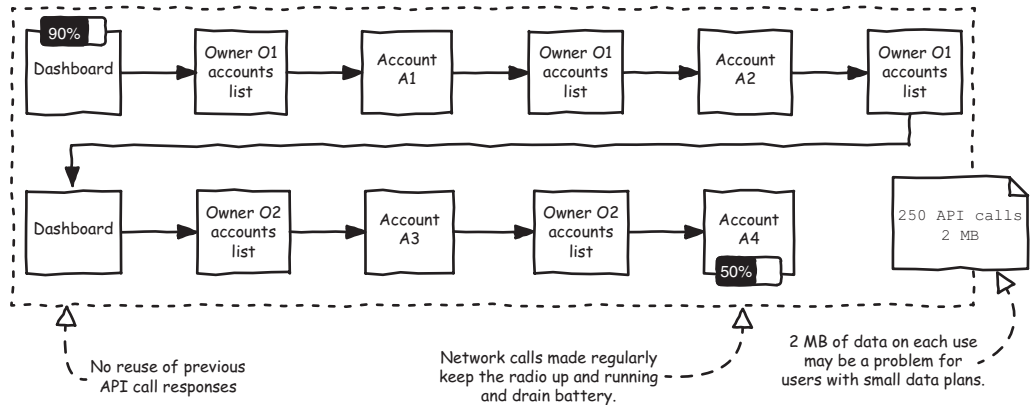 90%
Dashboard
Owner O1
accounts
list
Account
A1
Owner O1
accounts
list
Account
A2
Owner O1
accounts
list
Dashboard
Owner O2
accounts
list
Account
A3
Owner O2
accounts
list
Account
A4
50%
250 API calls
2 MB
No reuse of previous
API call responses
Network calls made regularly
keep the radio up and running
and drain battery.
2 MB of data on each use
may be a problem for
users with small data plans.